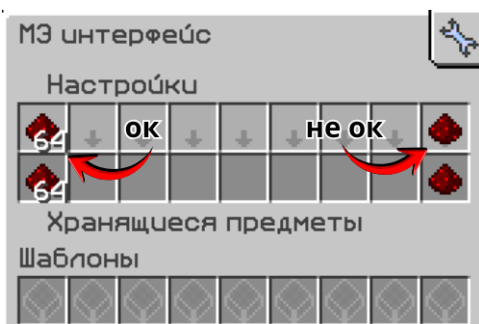 МЭ интерфейс
Настройки
64 ок не ок
64
Хранящиеся предметы
Шаблоны